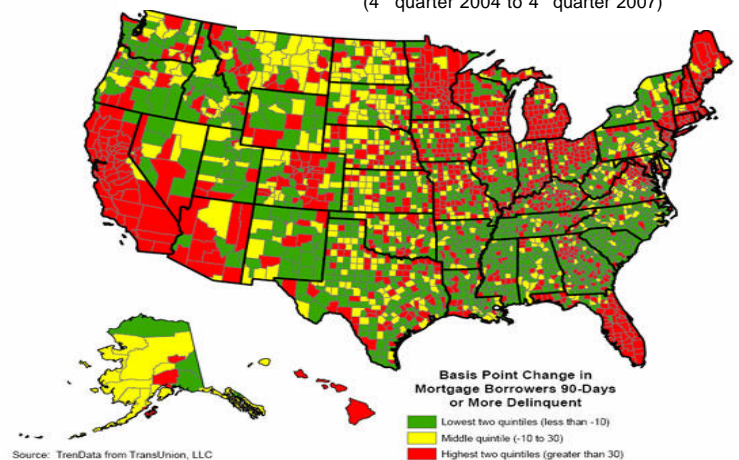 (4 quarter 2004 to 4 quarter 2007)
Basis Point Change in
Mortgage Borrowers 90-Days
or More Delinquent
Lowest two quintiles (less than -10)
Middle quintile (-10 to 30)
Highest two quintiles (greater than 30)
Source: TrenData from TransUnion, LLC